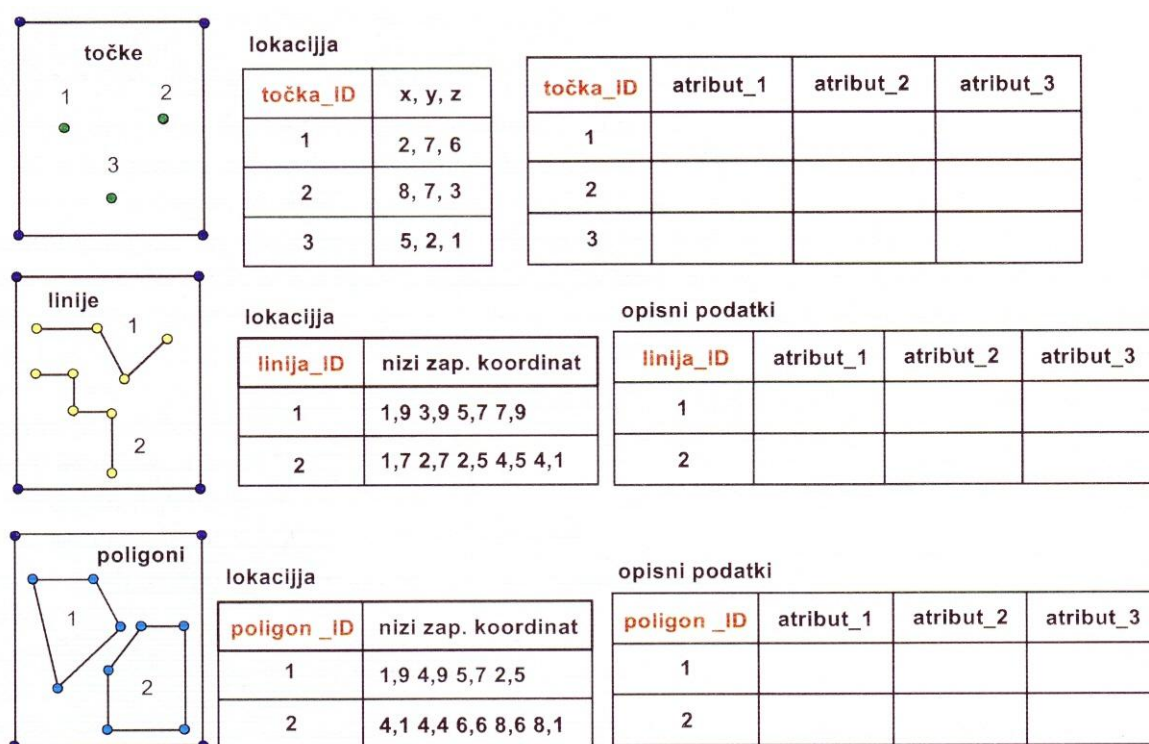 točke
1
2
3
lokacijja
točka_ID x, y, z
1 2, 7, 6
2 8, 7, 3
3 5, 2, 1
točka_ID atribut_1 atribut_2 atribut_3
1
2
3
linije
1
2
lokacijja
linija_ID nizi zap. koordinat
1 1,9 3,9 5,7 7,9
2 1,7 2,7 2,5 4,5 4,1
opisni podatki
linija_ID atribut_1 atribut_2 atribut_3
1
2
poligoni
1
2
lokacijja
poligon _ID nizi zap. koordinat
1 1,9 4,9 5,7 2,5
2 4,1 4,4 6,6 8,6 8,1
opisni podatki
poligon _ID atribut_1 atribut_2 atribut_3
1
2